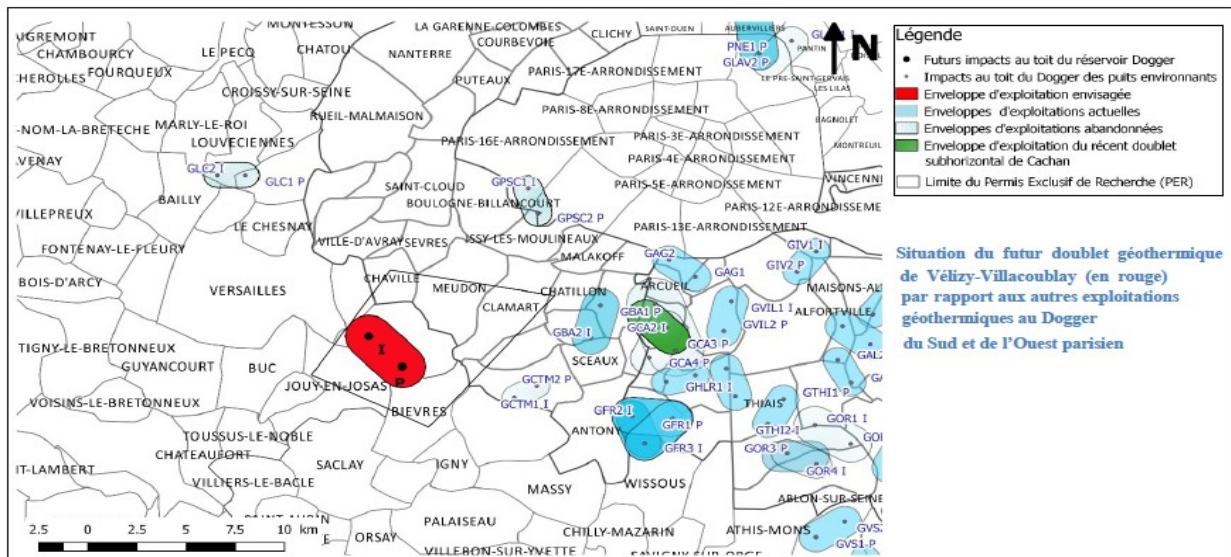 MONTESSON
LA GARENNE-COLOMBES
CLICHY
SAINT-OUEN
AUBERVILLIERS
AIGREMONT
CHAMBOURCY
LE PECQ
CHATOU
NANTERRE
COURBEVOIE
PNE1 P
PANTIN
N
FOURQUEUX
PUTEAUX
PARIS-17E-ARRONDISSEMENT
GLAV2 P
LE PRE-SAINT-GERVAIS
LES LILAS
CROISSY-SUR-SEINE
RUEIL-MALMAISON
PARIS-8E-ARRONDISSEMENT
BAGNOLET
-NOM-LA-BRETECHE
MARLY-LE-ROI
LOUVECIENNES
PARIS-16E-ARRONDISSEMENT
PARIS-3E-ARRONDISSEMENT
MONTREUIL
PARIS-4E-ARRONDISSEMENT
GLC2 I
GLC1 P
BAILLY
SAINT-CLOUD
GPSC1 I
PARIS-5E-ARRONDISSEMENT
VINCENNE
BOULOGNE-BILLANCOURT
PARIS-12E-ARRONDISSEME
VILLEPREUX
GPSC2 P
LE CHESNAY
PARIS-13E-ARRONDISSEMENT
FONTENAY-LE-FLEURY
VILLE-D'AVRAY
SEVRES
ISSY-LES-MOULINEAUX
MALAKOFF
GAG2
GIV1 I
GIV2 P
BOIS-D'ARCY
CHAVILLE
GAG1
VERSAILLES
MEUDON
CHATILLON
ARCUEIL
MAISONS-AL
CLAMART
GBA1 P
GVIL1 I
ALFORTVILLE
GBA2 I
GCA2 I
GVIL2 P
I
GCA3 P
GAL2
TIGNY-LE-BRETONNEUX
GUYANCOURT
BUC
SCEAUX
GCA4 P
P
JOUY-EN-JOSAS
GCTM2 P
GHLR1 I
GTHI1 P
VOISINS-LE-BRETONNEUX
BIEVRES
GCTM1 I
GFR2 I
THIAIS
GFR1 P
GOR1 I
TOUSSUS-LE-NOBLE
ANTONY
GTHI2 I
CHATEAUFORT
GFR3 I
GOR3 P
SACLAY
IGNY
GOR4 I
VILLIERS-LE-BACLE
MASSY
WISSOUS
ABLON-SUR-SEINE
PALAISEAU
CHILLY-MAZARIN
ATHIS-MONS
ORSAY
VILLEBON-SUR-YVETTE
GVS1 P
2.5 0 2.5 5 7.5 10 km
Légende
Futurs impacts au toit du réservoir Dogger
Impacts au toit du Dogger des puits environnants
Enveloppe d'exploitation envisagée
Enveloppes d'exploitations actuelles
Enveloppes d'exploitations abandonnées
Enveloppe d'exploitation du récent doublet
subhorizontal de Cachan
Limite du Permis Exclusif de Recherche (PER)
Situation du futur doublet géothermique
de Vélizy-Villacoublay (en rouge)
par rapport aux autres exploitations
géothermiques au Dogger
du Sud et de l'Ouest parisien